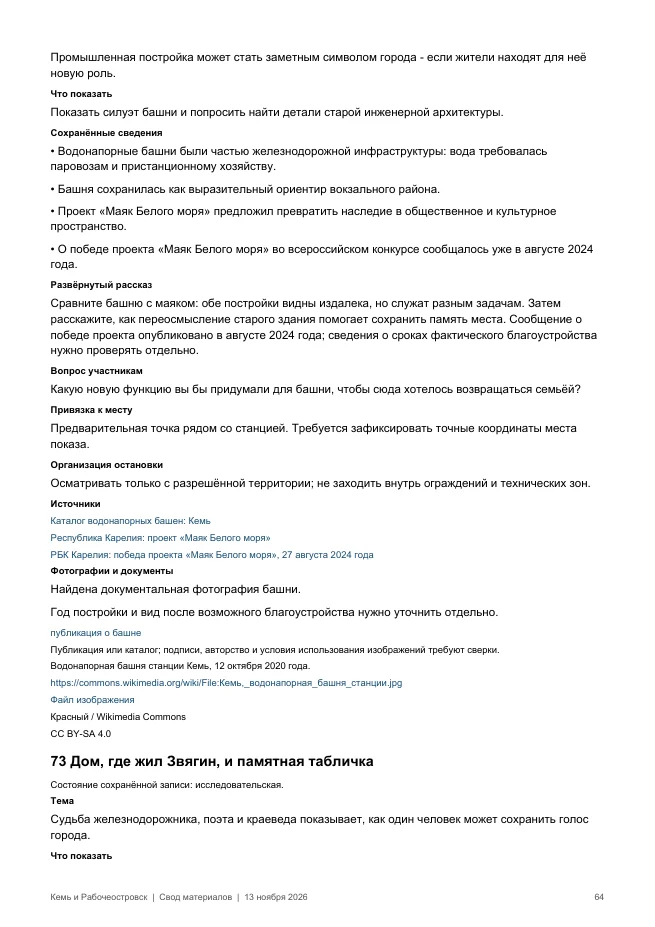 Промышленная постройка может стать заметным символом города - если жители находят для неё
новую роль.
Что показать
Показать силуэт башни и попросить найти детали старой инженерной архитектуры.
Сохранённые сведения
• Водонапорные башни были частью железнодорожной инфраструктуры: вода требовалась
паровозам и пристанционному хозяйству.
• Башня сохранилась как выразительный ориентир вокзального района.
• Проект «Маяк Белого моря» предложил превратить наследие в общественное и культурное
пространство.
• О победе проекта «Маяк Белого моря» во всероссийском конкурсе сообщалось уже в августе 2024
года.
Развёрнутый рассказ
Сравните башню с маяком: обе постройки видны издалека, но служат разным задачам. Затем
расскажите, как переосмысление старого здания помогает сохранить память места. Сообщение о
победе проекта опубликовано в августе 2024 года; сведения о сроках фактического благоустройства
нужно проверять отдельно.
Вопрос участникам
Какую новую функцию вы бы придумали для башни, чтобы сюда хотелось возвращаться семьёй?
Привязка к месту
Предварительная точка рядом со станцией. Требуется зафиксировать точные координаты места
показа.
Организация остановки
Осматривать только с разрешённой территории; не заходить внутрь ограждений и технических зон.
Источники
Каталог водонапорных башен: Кемь
Республика Карелия: проект «Маяк Белого моря»
РБК Карелия: победа проекта «Маяк Белого моря», 27 августа 2024 года
Фотографии и документы
Найдена документальная фотография башни.
Год постройки и вид после возможного благоустройства нужно уточнить отдельно.
публикация о башне
Публикация или каталог; подписи, авторство и условия использования изображений требуют сверки.
Водонапорная башня станции Кемь, 12 октября 2020 года.
https://commons.wikimedia.org/wiki/File:Кемь._водонапорная_башня_станции.jpg
Файл изображения
Красный / Wikimedia Commons
CC BY-SA 4.0
73 Дом, где жил Звягин, и памятная табличка
Состояние сохранённой записи: исследовательская.
Тема
Судьба железнодорожника, поэта и краеведа показывает, как один человек может сохранить голос
города.
Что показать
Кемь и Рабочеостровск | Свод материалов | 13 ноября 2026
64